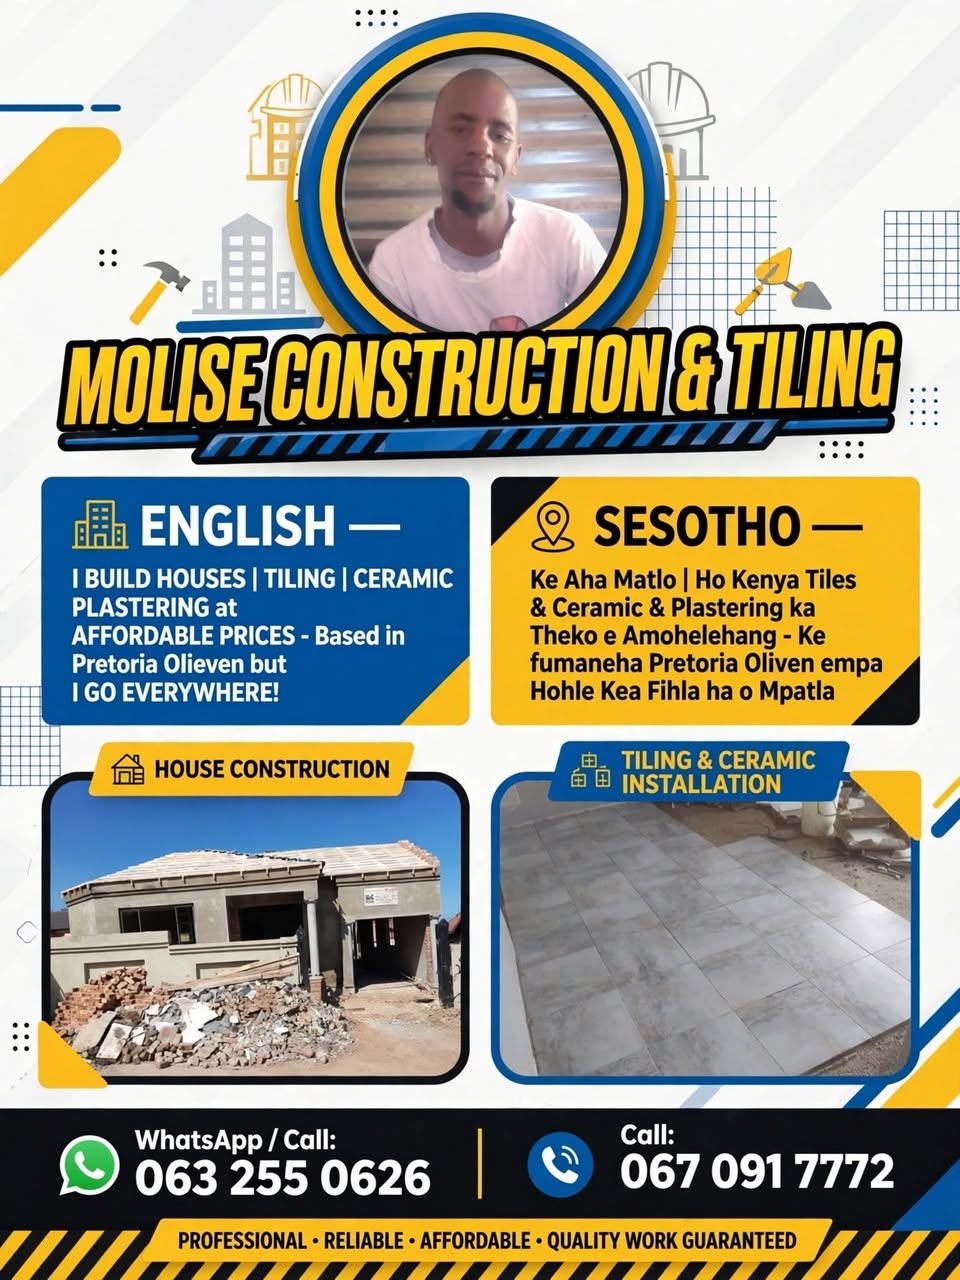 MOLISE CONSTRUCTION & TILING
ENGLISH —
I BUILD HOUSES | TILING | CERAMIC
PLASTERING at
AFFORDABLE PRICES - Based in
Pretoria Olieven but
I GO EVERYWHERE!
SESOTHO —
Ke Aha Matlo | Ho Kenya Tiles
& Ceramic & Plastering ka
Theko e Amohelehang - Ke
fumaneha Pretoria Oliven empa
Hohle Kea Fihla ha o Mpatla
HOUSE CONSTRUCTION
TILING & CERAMIC
INSTALLATION
WhatsApp / Call:
063 255 0626
Call:
067 091 7772
PROFESSIONAL • RELIABLE • AFFORDABLE • QUALITY WORK GUARANTEED